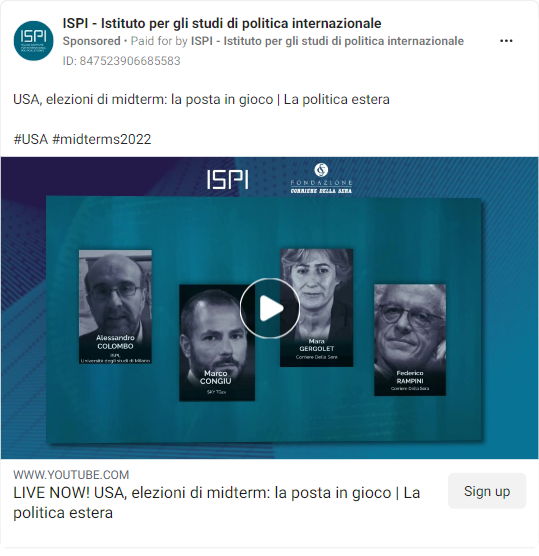 ISPI
ISPI - Istituto per gli studi di politica internazionale
Sponsored • Paid for by ISPI - Istituto per gli studi di politica internazionale
ID: 847523906685583
USA, elezioni di midterm: la posta in gioco | La politica estera
#USA #midterms2022
ISPI
FONDAZIONE
CORRIERE DELLA SERA
Alessandro
COLOMBO
ISPI,
Università degli studi di Milano
Marco
CONGIU
SKY TG24
Mara
GERGOLET
Corriere Della Sera
Federico
RAMPINI
Corriere Della Sera
WWW.YOUTUBE.COM
LIVE NOW! USA, elezioni di midterm: la posta in gioco | La
politica estera
Sign up